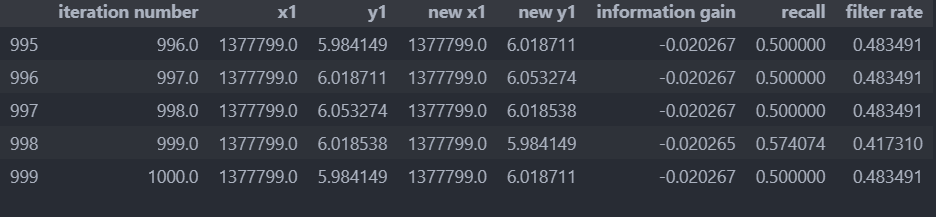 iteration number x1 y1 new x1 new y1 information gain recall filter rate
995 996.0 1377799.0 5.984149 1377799.0 6.018711 -0.020267 0.500000 0.483491
996 997.0 1377799.0 6.018711 1377799.0 6.053274 -0.020267 0.500000 0.483491
997 998.0 1377799.0 6.053274 1377799.0 6.018538 -0.020267 0.500000 0.483491
998 999.0 1377799.0 6.018538 1377799.0 5.984149 -0.020265 0.574074 0.417310
999 1000.0 1377799.0 5.984149 1377799.0 6.018711 -0.020267 0.500000 0.483491